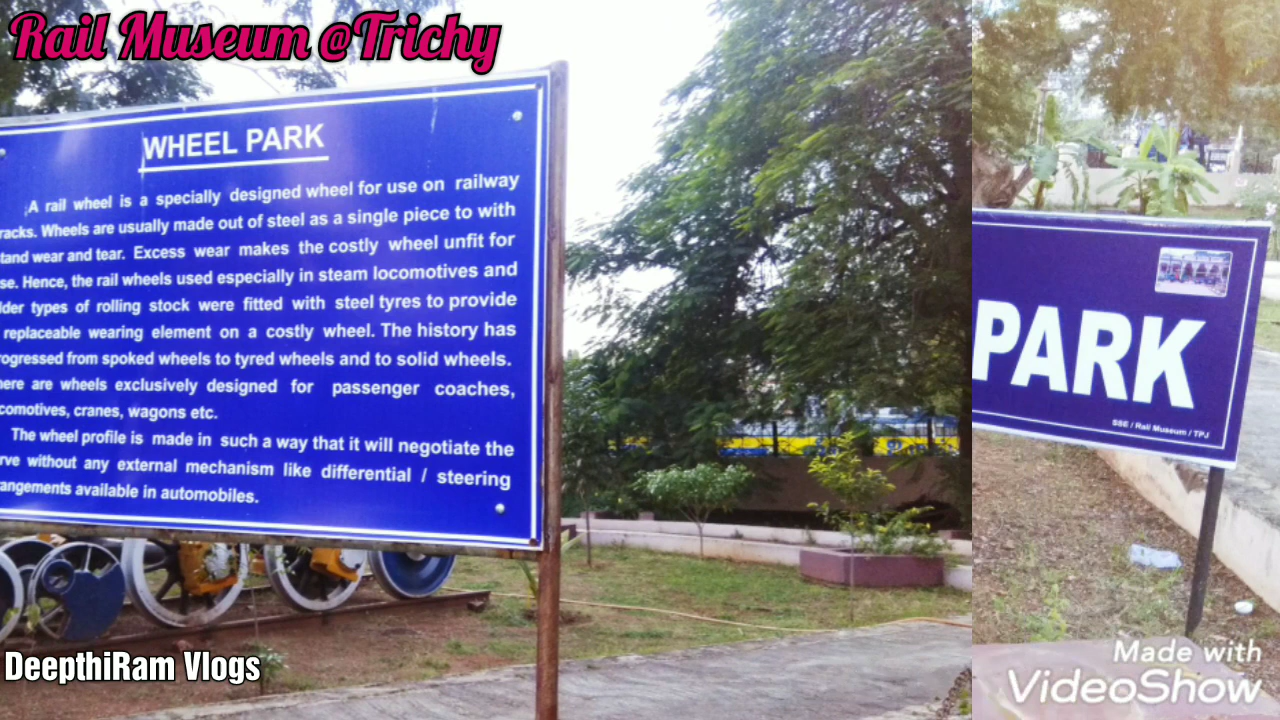 Rail Museum @Trichy
WHEEL PARK
A rail wheel is a specially designed wheel for use on railway
racks. Wheels are usually made out of steel as a single piece to with
tand wear and tear. Excess wear makes the costly wheel unfit for
se. Hence, the rail wheels used especially in steam locomotives and
lder types of rolling stock were fitted with steel tyres to provide
replaceable wearing element on a costly wheel. The history has
rogressed from spoked wheels to tyred wheels and to solid wheels.
here are wheels exclusively designed for passenger coaches,
comotives, cranes, wagons etc.
The wheel profile is made in such a way that it will negotiate the
rve without any external mechanism like differential / steering
rangements available in automobiles.
PARK
SSE / Rail Museum / TPJ
DeepthiRam Vlogs
Made with
VideoShow